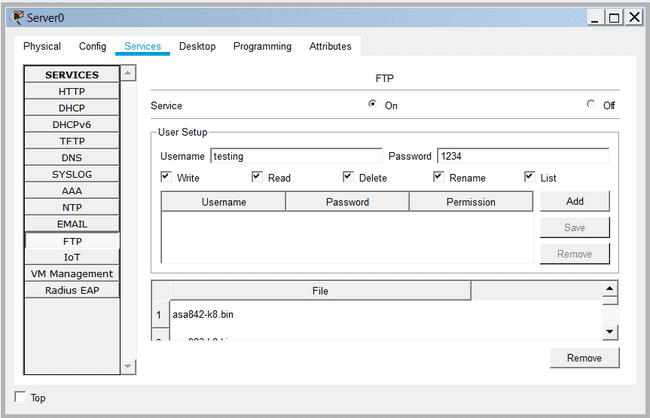 Server0
Physical Config Services Desktop Programming Attributes
SERVICES
HTTP
DHCP
DHCPv6
TFTP
DNS
SYSLOG
AAA
NTP
EMAIL
FTP
IoT
VM Management
Radius EAP
FTP
Service On Off
User Setup
Username testing Password 1234
Write Read Delete Rename List
Username Password Permission
Add
Save
Remove
File
1 asa842-k8.bin
Remove
Top